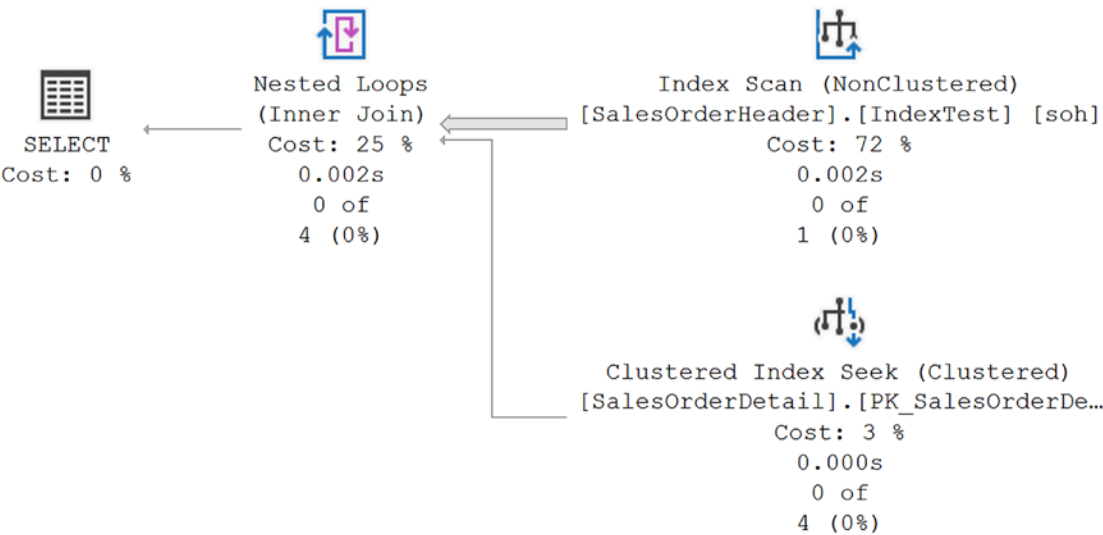 SELECT
Cost: 0 %
Nested Loops
(Inner Join)
Cost: 25 %
0.002s
0 of
4 (0%)
Index Scan (NonClustered)
[SalesOrderHeader].[IndexTest] [soh]
Cost: 72 %
0.002s
0 of
1 (0%)
Clustered Index Seek (Clustered)
[SalesOrderDetail].[PK_SalesOrderDe…
Cost: 3 %
0.000s
0 of
4 (0%)